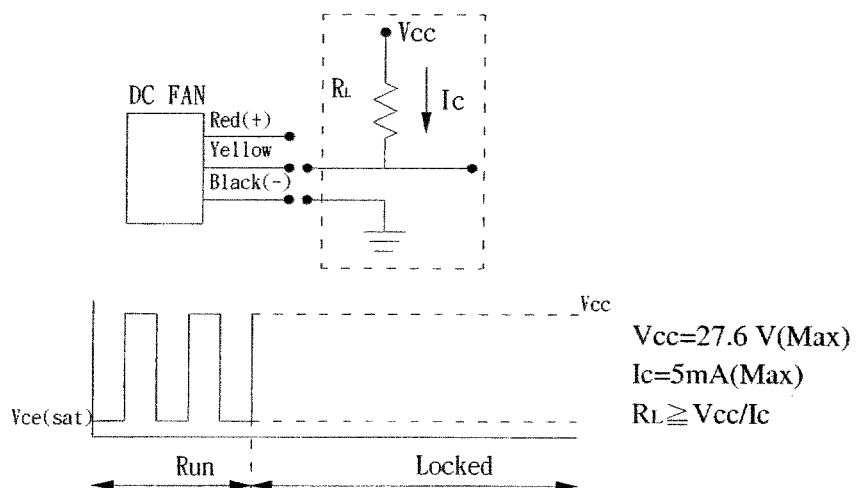 Vcc
RL
Ic
DC FAN
Red(+)
Yellow
Black(-)
Vcc
Vce(sat)
Run
Locked
Vcc=27.6 V(Max)
Ic=5mA(Max)
RL≧Vcc/Ic